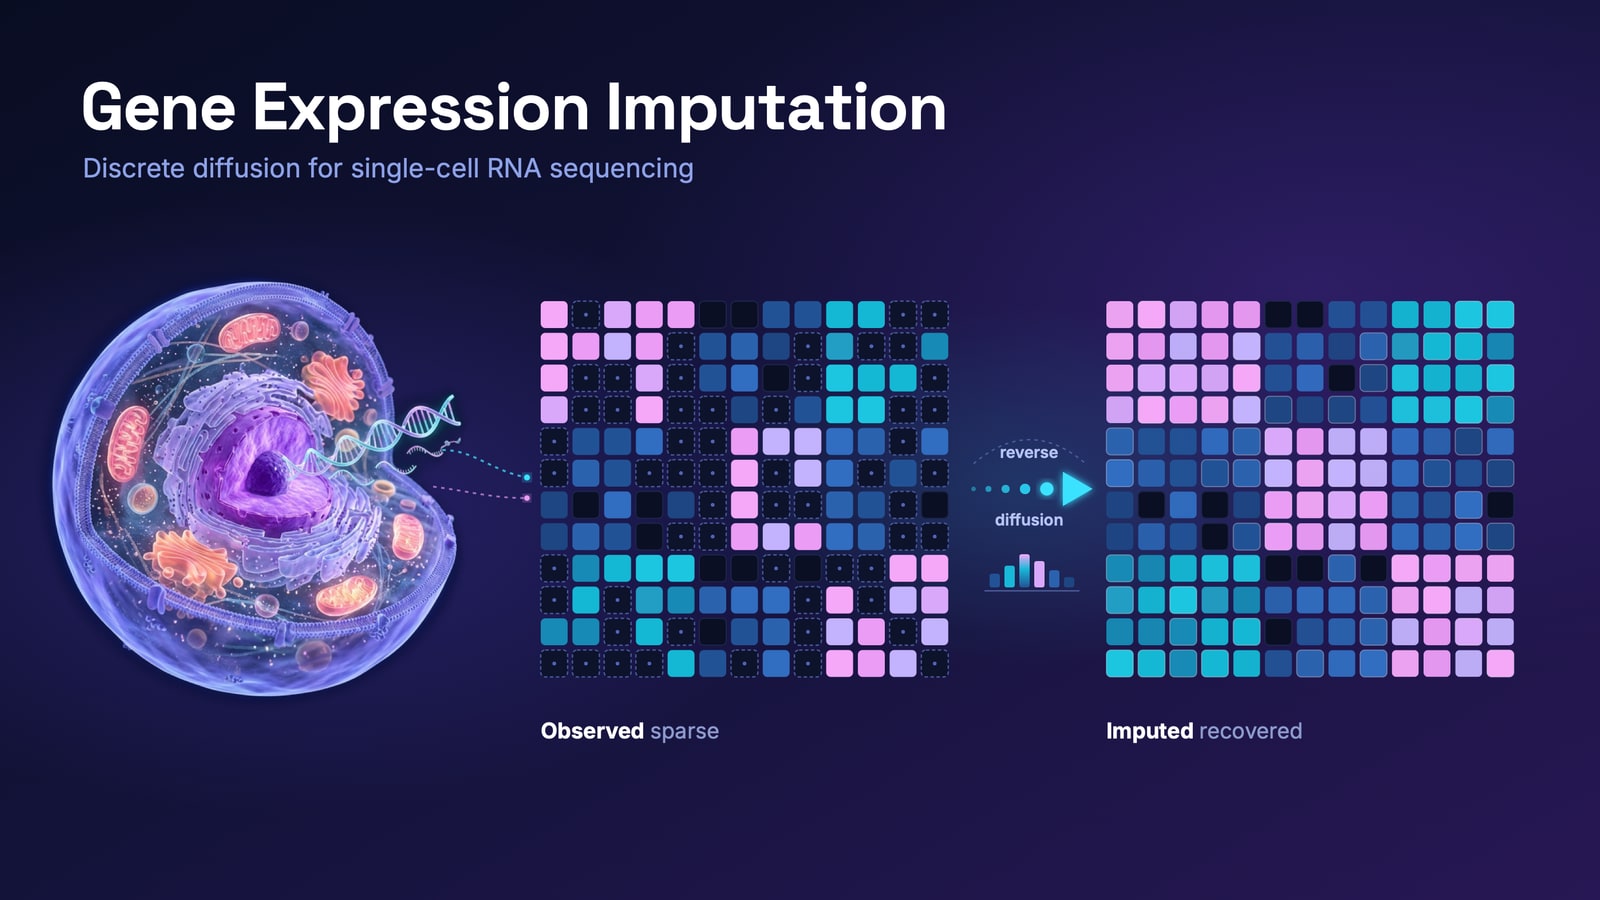 Gene Expression Imputation
Discrete diffusion for single-cell RNA sequencing
reverse
diffusion
Observed sparse
Imputed recovered